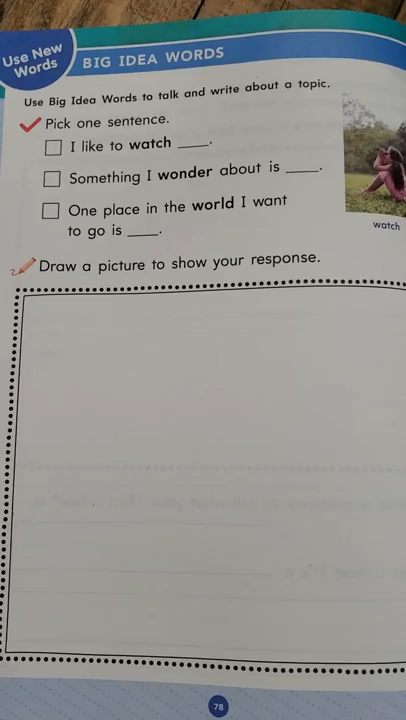 Use New
Words
BIG IDEA WORDS
Use Big Idea Words to talk and write about a topic.
Pick one sentence.
I like to watch ____.
Something I wonder about is ____.
One place in the world I want
to go is ____.
watch
Draw a picture to show your response.
78